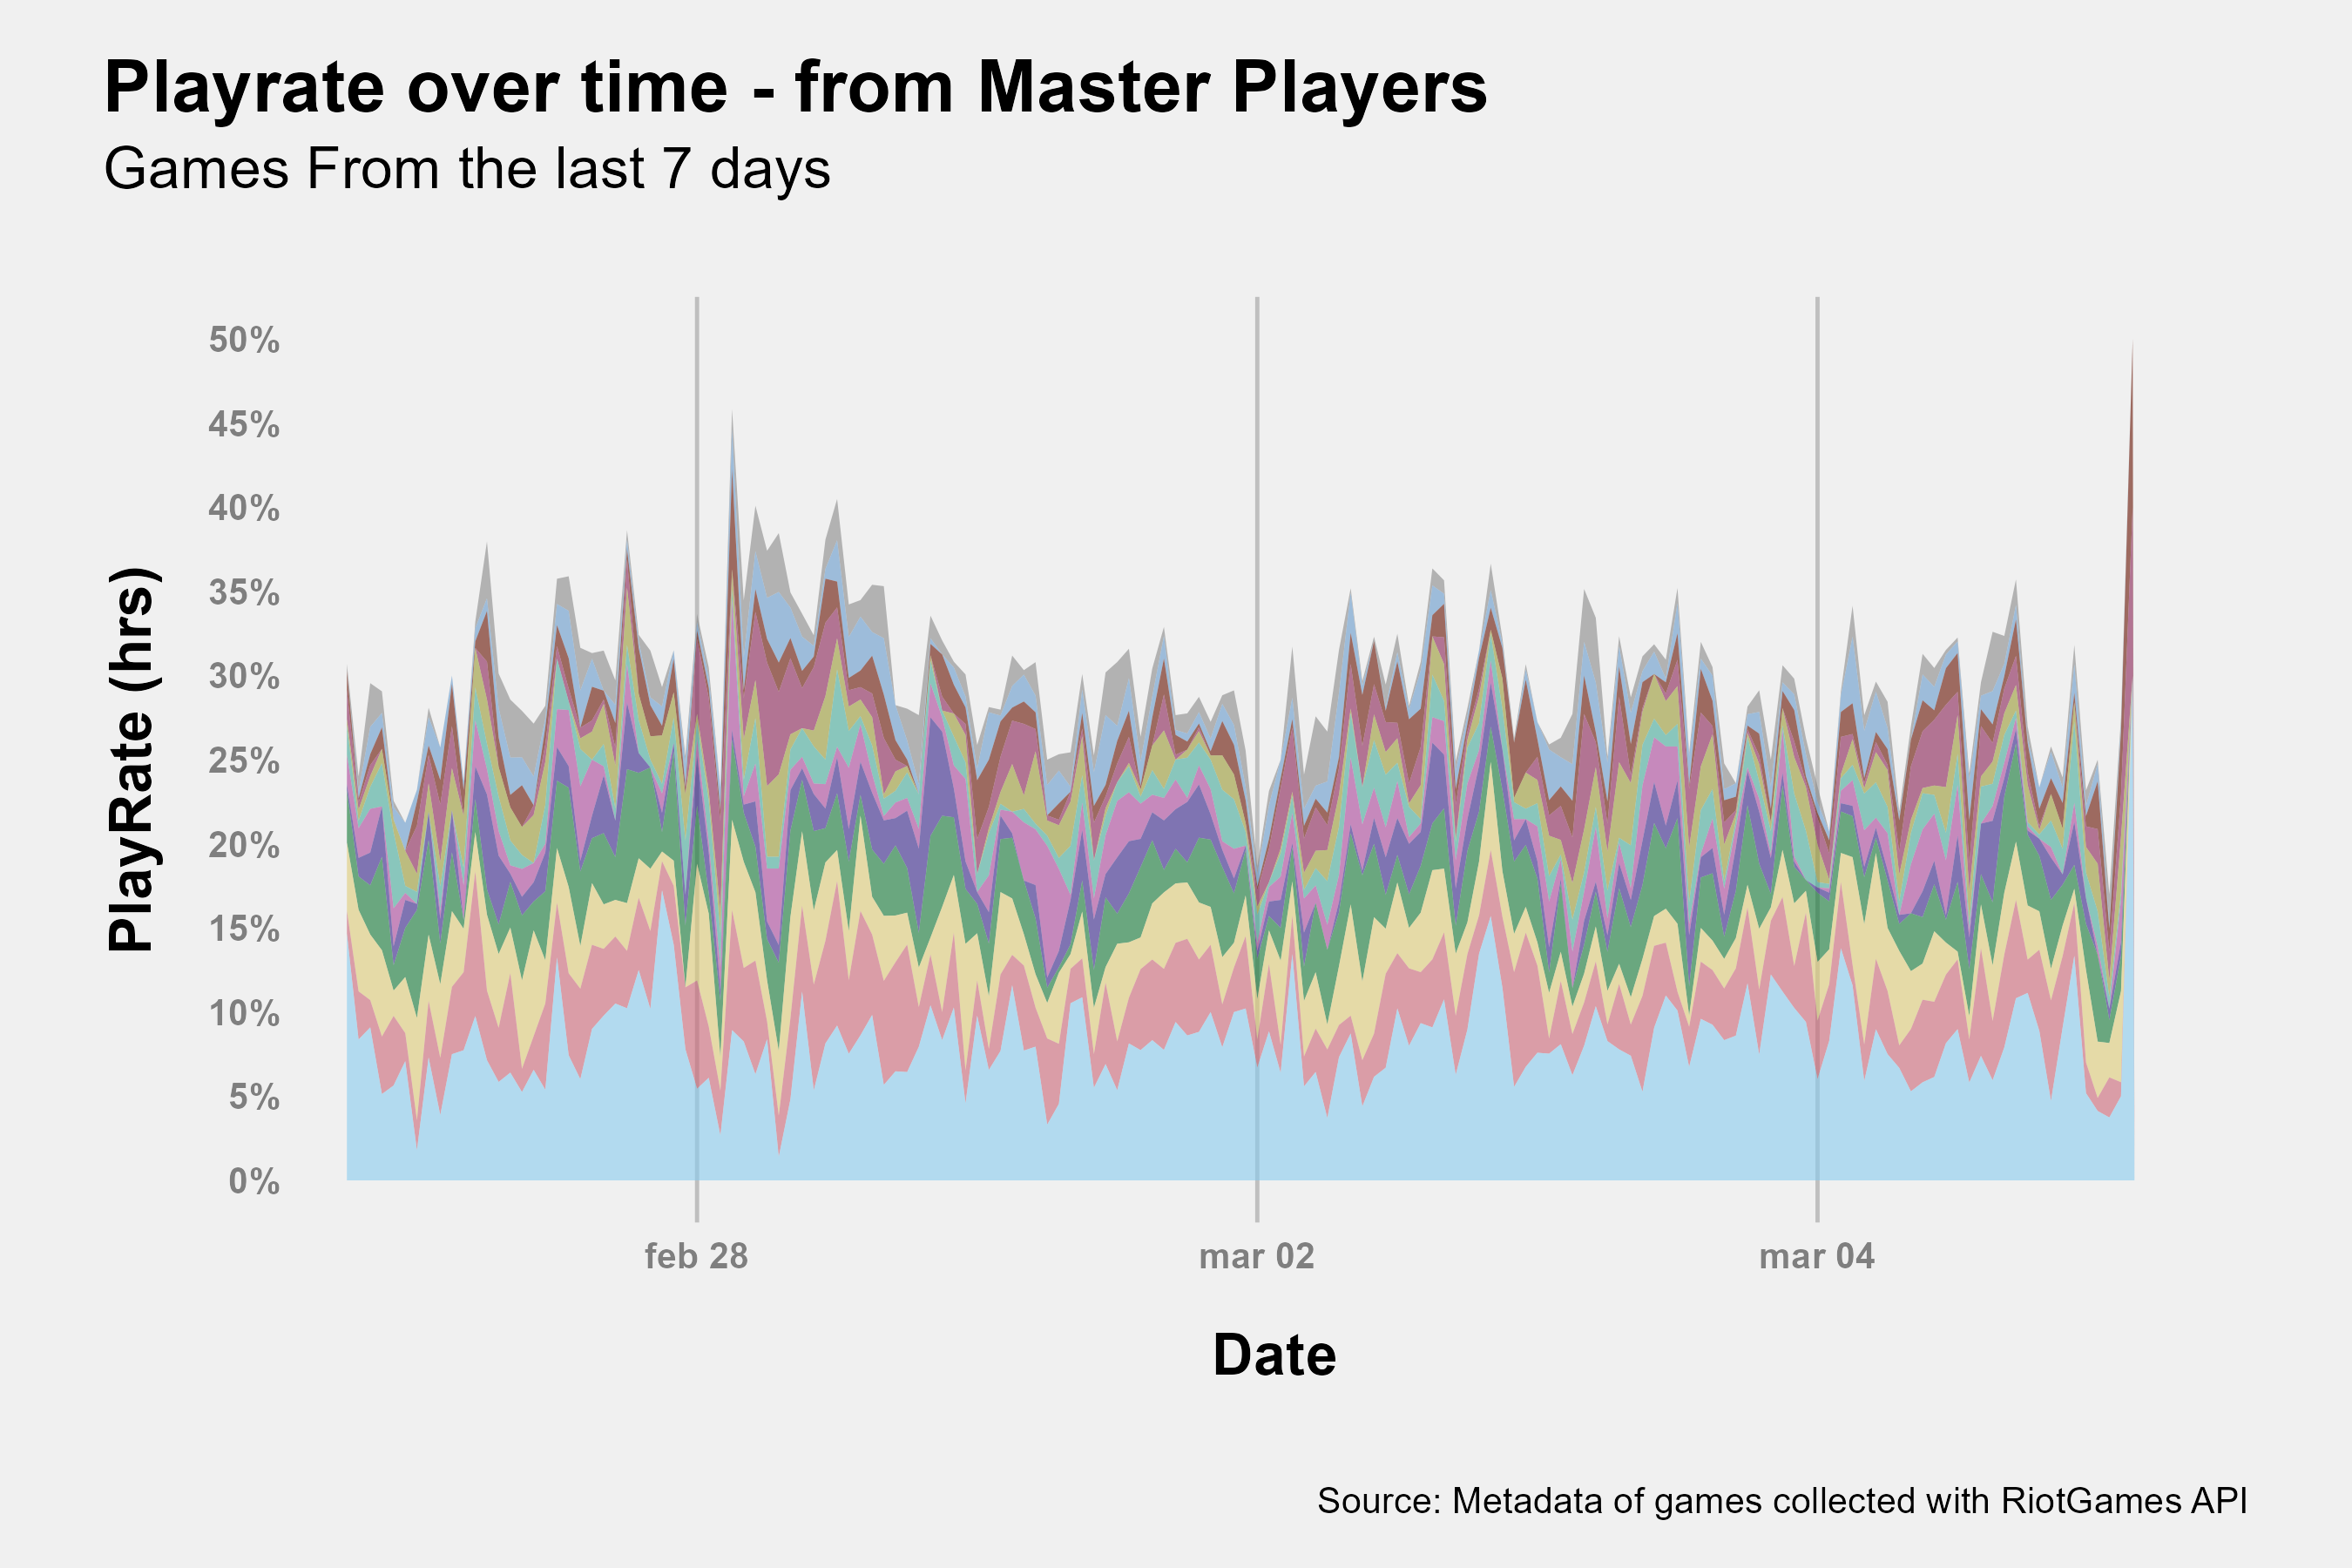 Playrate over time - from Master Players
Games From the last 7 days
50%
45%
40%
35%
30%
25%
20%
15%
10%
5%
0%
PlayRate (hrs)
feb 28
mar 02
mar 04
Date
Source: Metadata of games collected with RiotGames API